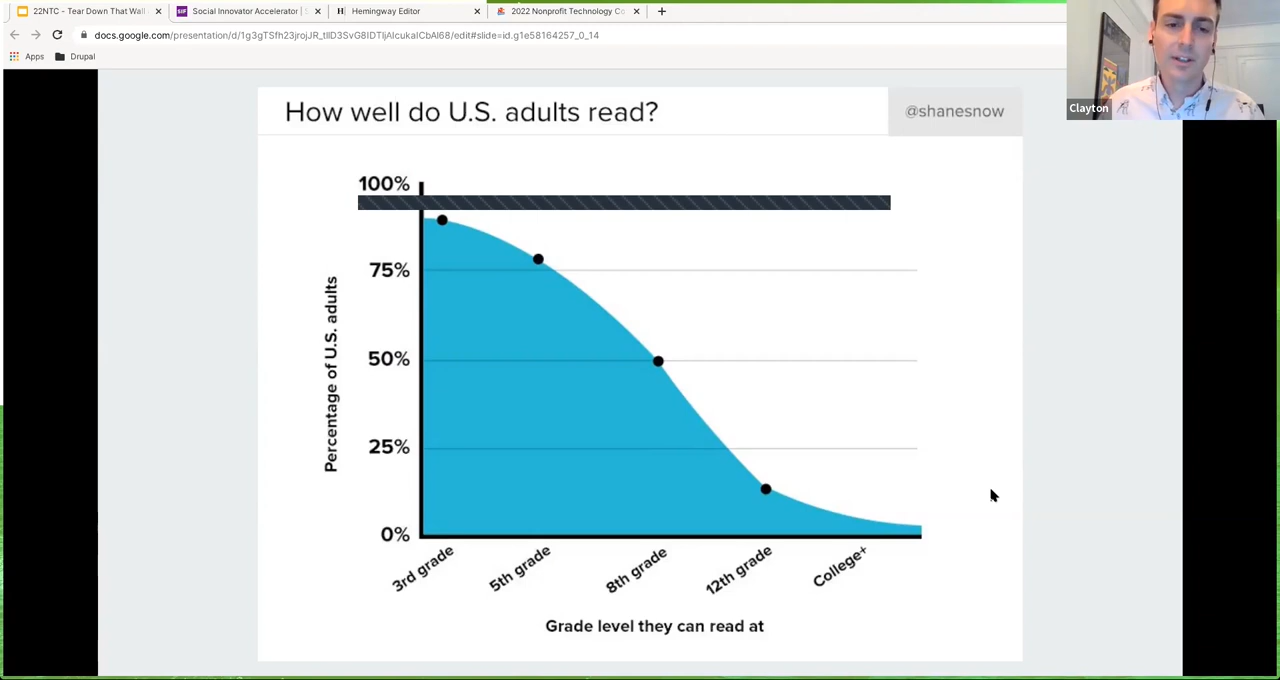 22NTC - Tear Down That Wall
Social Innovator Accelerator |
Hemingway Editor
2022 Nonprofit Technology Co
docs.google.com/presentation/d/1g3gTSfh23jrojJR_tIlD3SvG8IDTIjAIcukaICbAl68/edit#slide=id.g1e58164257_0_14
Apps
Drupal
Clayton
How well do U.S. adults read?
@shanesnow
100%
75%
50%
25%
0%
Percentage of U.S. adults
3rd grade
5th grade
8th grade
12th grade
College+
Grade level they can read at